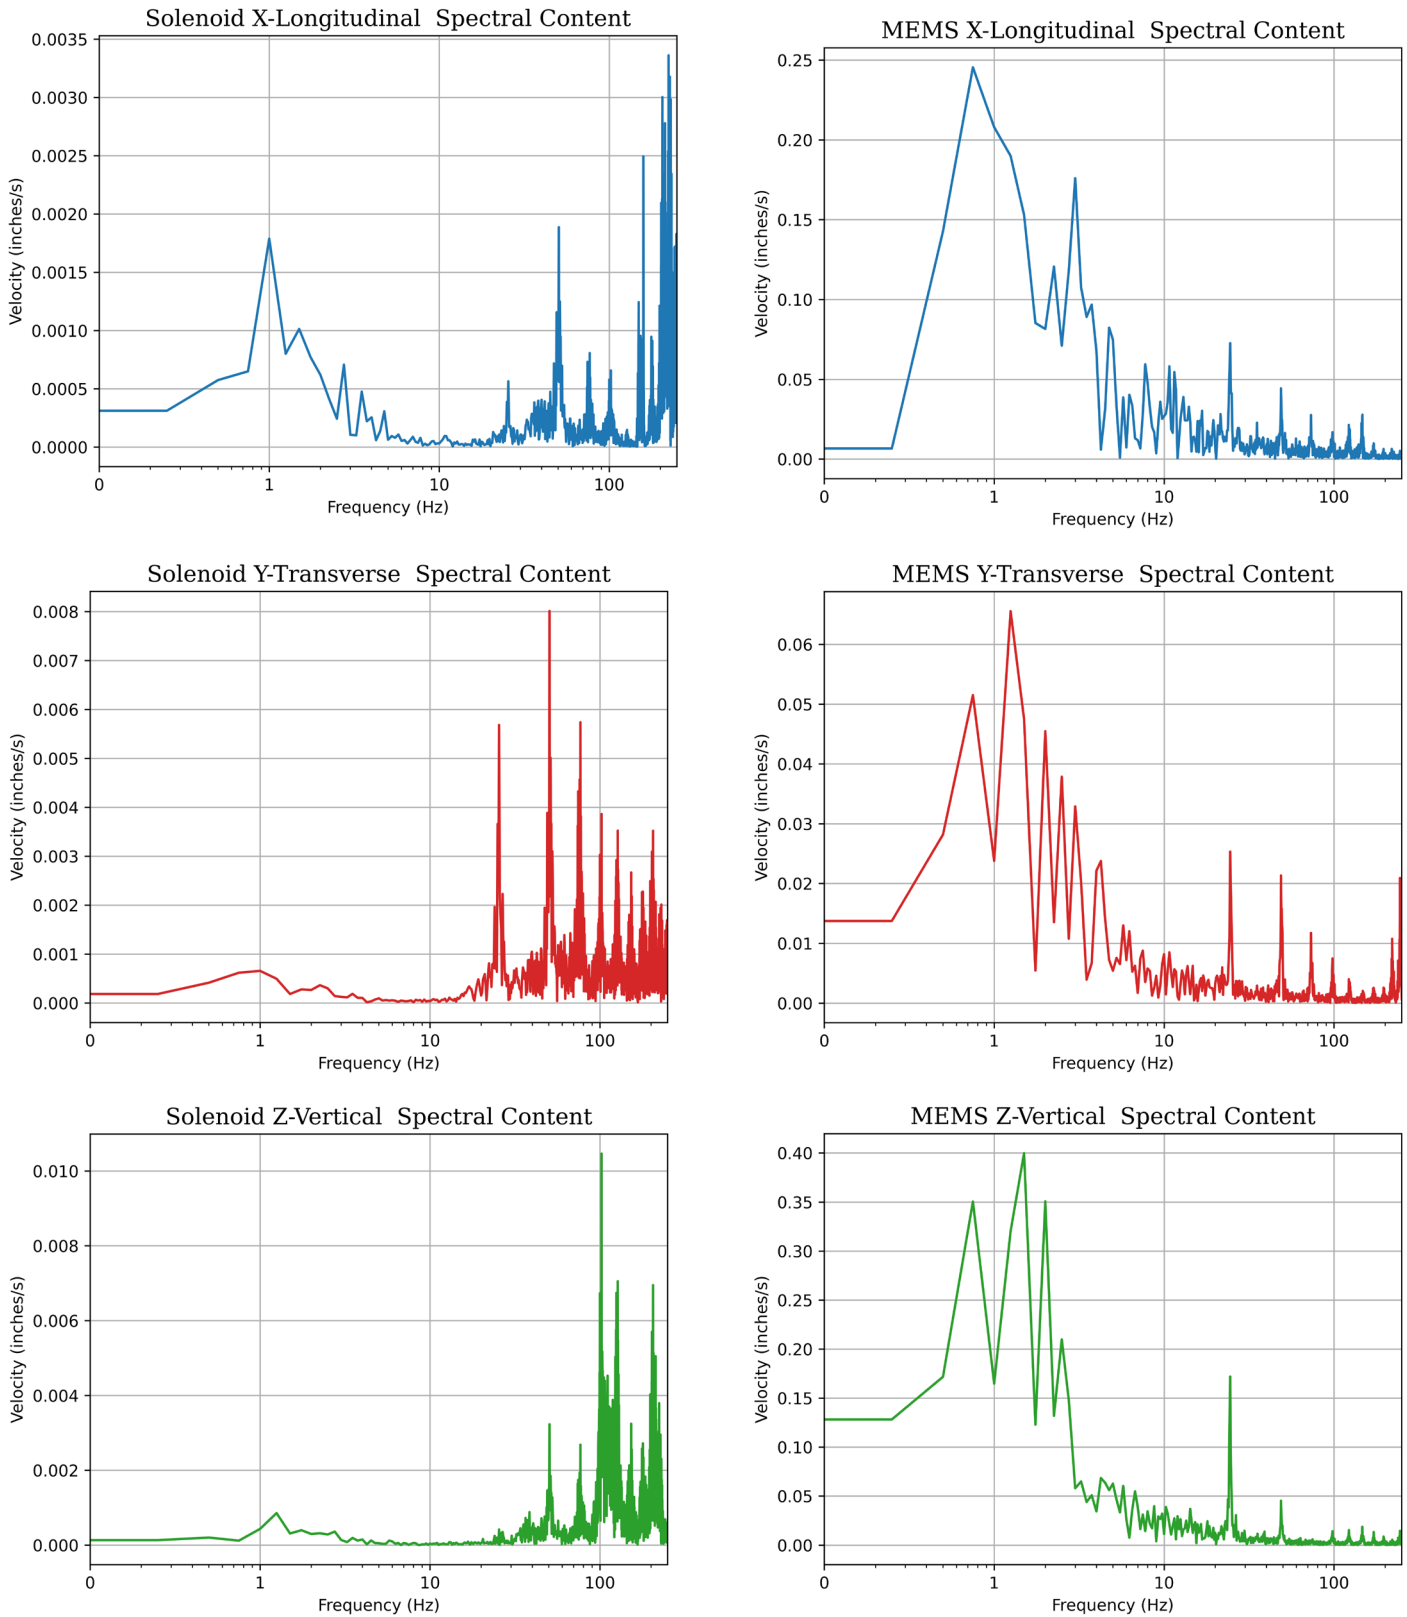 Solenoid X-Longitudinal  Spectral Content
Velocity (inches/s)
0.0035
0.0030
0.0025
0.0020
0.0015
0.0010
0.0005
0.0000
0 1 10 100
Frequency (Hz)
MEMS X-Longitudinal  Spectral Content
Velocity (inches/s)
0.25
0.20
0.15
0.10
0.05
0.00
0 1 10 100
Frequency (Hz)
Solenoid Y-Transverse  Spectral Content
Velocity (inches/s)
0.008
0.007
0.006
0.005
0.004
0.003
0.002
0.001
0.000
0 1 10 100
Frequency (Hz)
MEMS Y-Transverse  Spectral Content
Velocity (inches/s)
0.06
0.05
0.04
0.03
0.02
0.01
0.00
0 1 10 100
Frequency (Hz)
Solenoid Z-Vertical  Spectral Content
Velocity (inches/s)
0.010
0.008
0.006
0.004
0.002
0.000
0 1 10 100
Frequency (Hz)
MEMS Z-Vertical  Spectral Content
Velocity (inches/s)
0.40
0.35
0.30
0.25
0.20
0.15
0.10
0.05
0.00
0 1 10 100
Frequency (Hz)